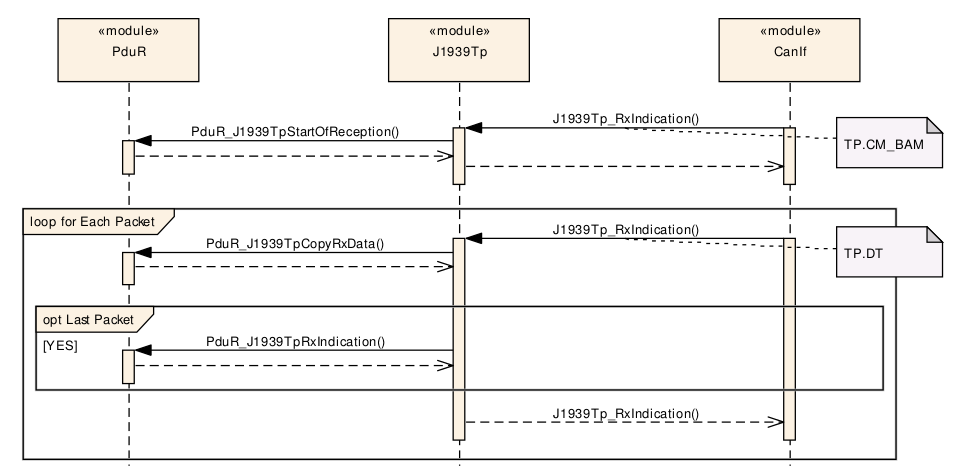 «module»
PduR
«module»
J1939Tp
«module»
CanIf
J1939Tp_RxIndication()
PduR_J1939TpStartOfReception()
TP.CM_BAM
loop for Each Packet
J1939Tp_RxIndication()
PduR_J1939TpCopyRxData()
TP.DT
opt Last Packet
[YES]
PduR_J1939TpRxIndication()
J1939Tp_RxIndication()